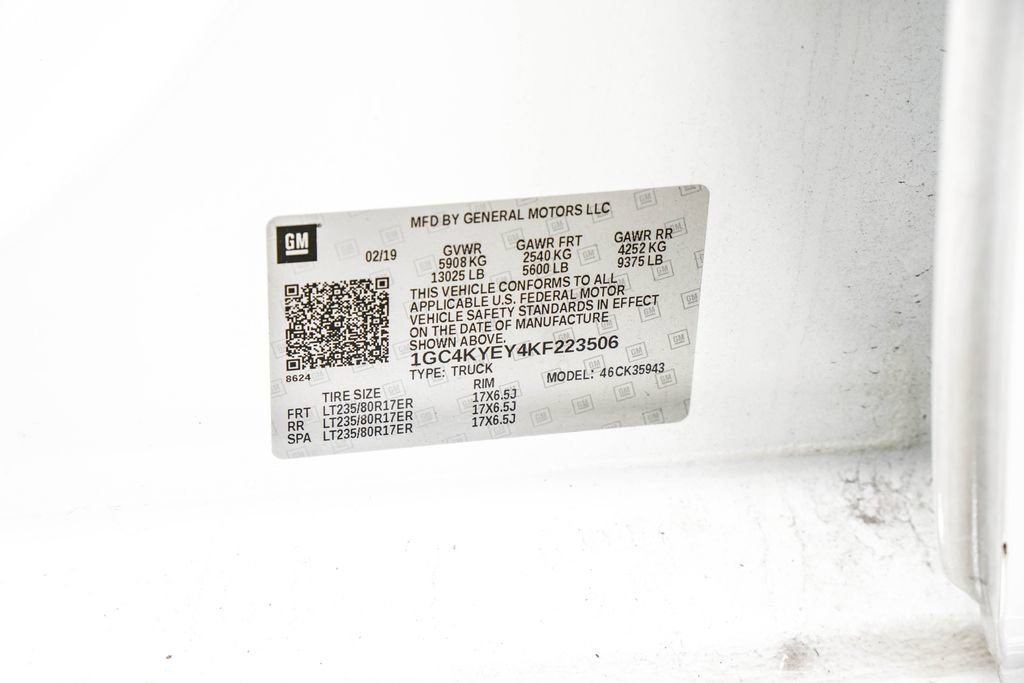 MFD BY GENERAL MOTORS LLC
GM
02/19
GVWR GAWR FRT GAWR RR
5908 KG 2540 KG 4252 KG
13025 LB 5600 LB 9375 LB
THIS VEHICLE CONFORMS TO ALL
APPLICABLE U.S. FEDERAL MOTOR
VEHICLE SAFETY STANDARDS IN EFFECT
ON THE DATE OF MANUFACTURE
SHOWN ABOVE.
1GC4KYEY4KF223506
8624
TYPE: TRUCK MODEL: 46CK35943
TIRE SIZE RIM
FRT LT235/80R17ER 17X6.5J
RR LT235/80R17ER 17X6.5J
SPA LT235/80R17ER 17X6.5J